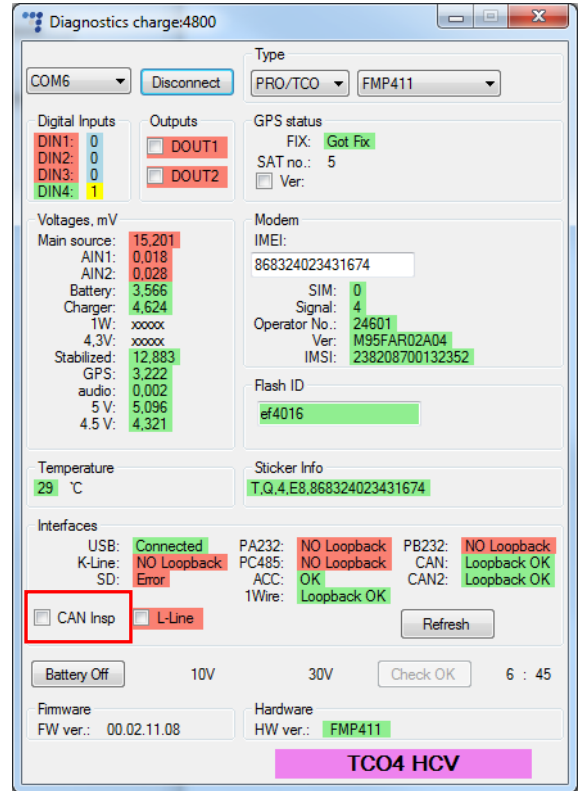 Diagnostics charge:4800
COM6 Disconnect
Type
PRO/TCO FMP411
Digital Inputs
DIN1: 0
DIN2: 0
DIN3: 0
DIN4: 1
Outputs
DOUT1
DOUT2
GPS status
FIX: Got Fix
SAT no.: 5
Ver:
Voltages, mV
Main source: 15,201
AIN1: 0,018
AIN2: 0,028
Battery: 3,566
Charger: 4,624
1W: xxxxx
4,3V: xxxxx
Stabilized: 12,883
GPS: 3,222
audio: 0,002
5 V: 5,096
4.5 V: 4,321
Modem
IMEI:
868324023431674
SIM: 0
Signal: 4
Operator No.: 24601
Ver: M95FAR02A04
IMSI: 238208700132352
Flash ID
ef4016
Temperature
29 °C
Sticker Info
T,Q,4,E8,868324023431674
Interfaces
USB: Connected PA232: NO Loopback PB232: NO Loopback
K-Line: NO Loopback PC485: NO Loopback CAN: Loopback OK
SD: Error ACC: OK CAN2: Loopback OK
1Wire: Loopback OK
CAN Insp L-Line Refresh
Battery Off 10V 30V Check OK 6 : 45
Firmware
FW ver.: 00.02.11.08
Hardware
HW ver.: FMP411
TCO4 HCV